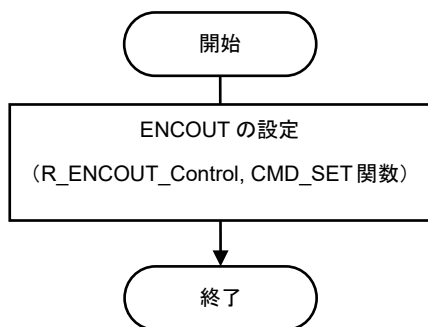 開始
ENCOUT の設定
（R_ENCOUT_Control, CMD_SET 関数）
終了